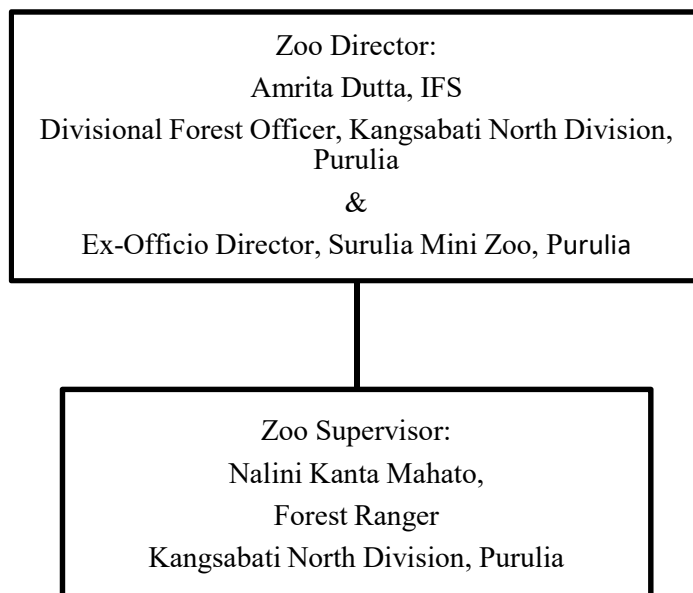 Zoo Director:
Amrita Dutta, IFS
Divisional Forest Officer, Kangsabati North Division,
Purulia
&
Ex-Officio Director, Surulia Mini Zoo, Purulia
Zoo Supervisor:
Nalini Kanta Mahato,
Forest Ranger
Kangsabati North Division, Purulia